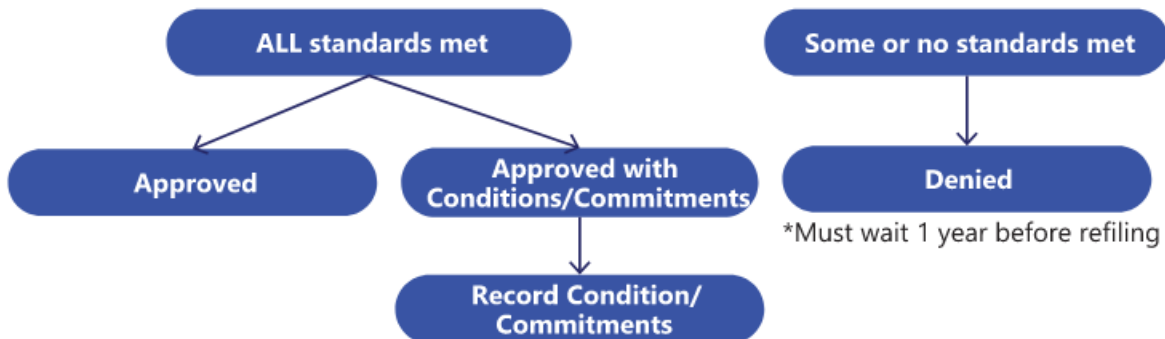 ALL standards met
Some or no standards met
Approved
Approved with
Conditions/Commitments
Denied
*Must wait 1 year before refiling
Record Condition/
Commitments